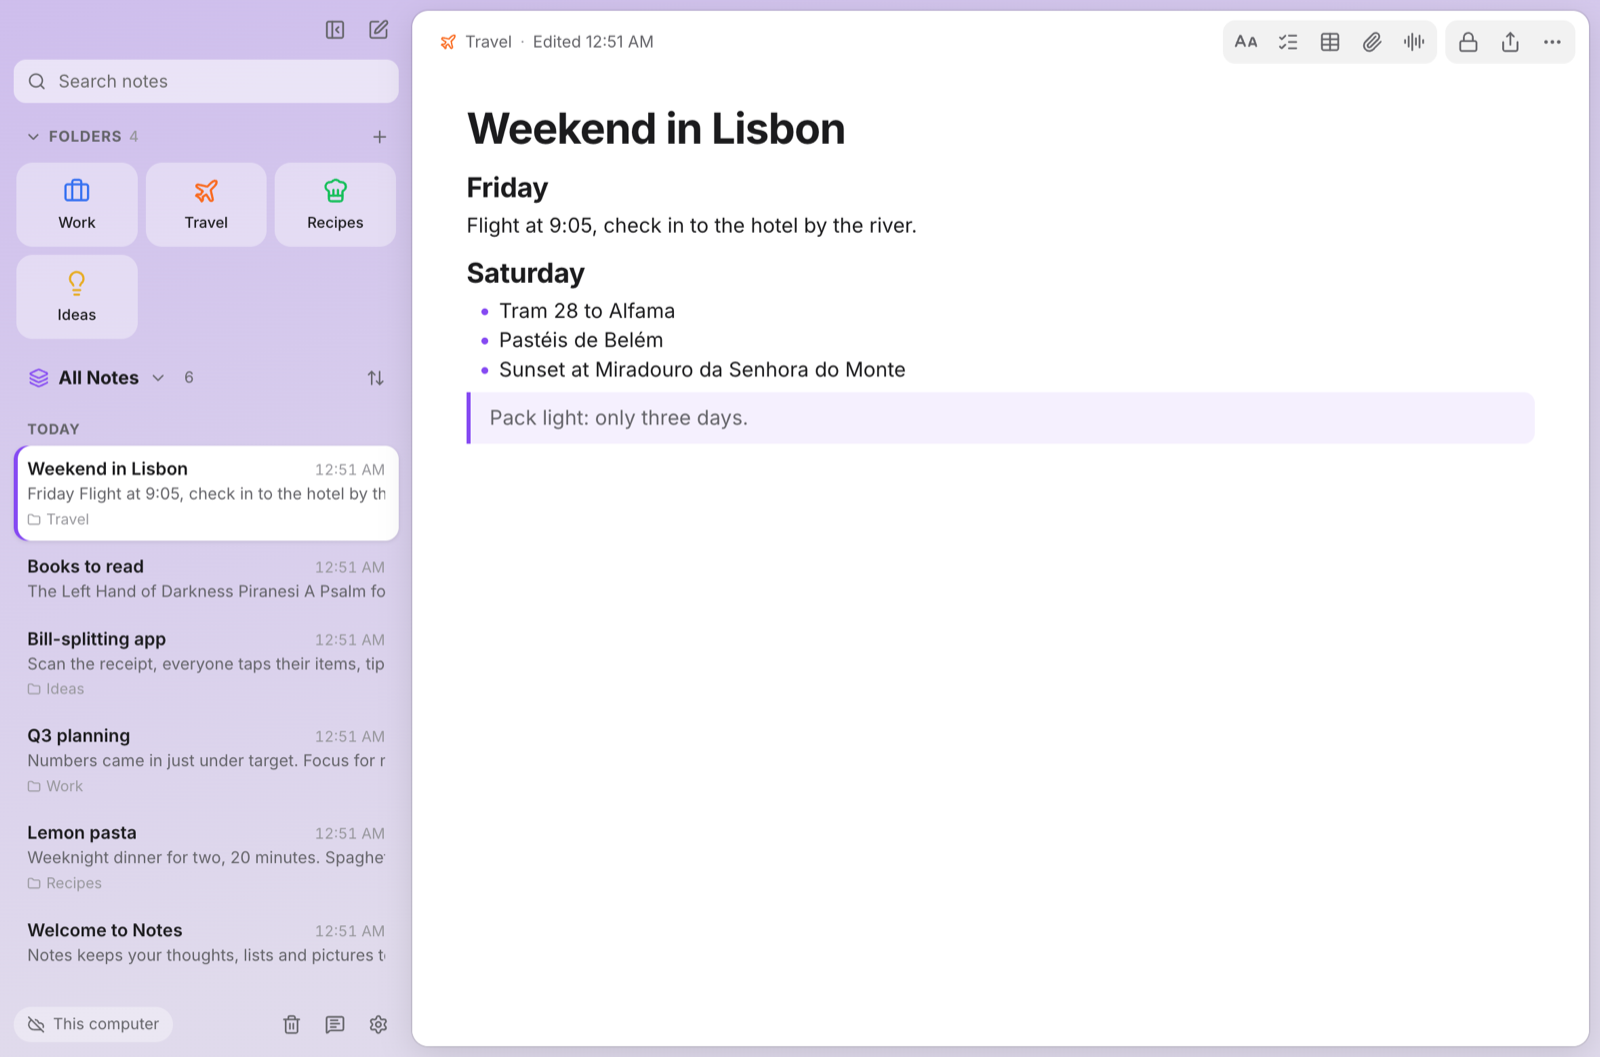 Search notes
FOLDERS 4
Work
Travel
Recipes
Ideas
All Notes 6
TODAY
Weekend in Lisbon 12:51 AM
Friday Flight at 9:05, check in to the hotel by th
Travel
Books to read 12:51 AM
The Left Hand of Darkness Piranesi A Psalm fo
Bill-splitting app 12:51 AM
Scan the receipt, everyone taps their items, tip
Ideas
Q3 planning 12:51 AM
Numbers came in just under target. Focus for r
Work
Lemon pasta 12:51 AM
Weeknight dinner for two, 20 minutes. Spaghe
Recipes
Welcome to Notes 12:51 AM
Notes keeps your thoughts, lists and pictures t
This computer
Travel · Edited 12:51 AM
AA
Weekend in Lisbon
Friday
Flight at 9:05, check in to the hotel by the river.
Saturday
• Tram 28 to Alfama
• Pastéis de Belém
• Sunset at Miradouro da Senhora do Monte
Pack light: only three days.